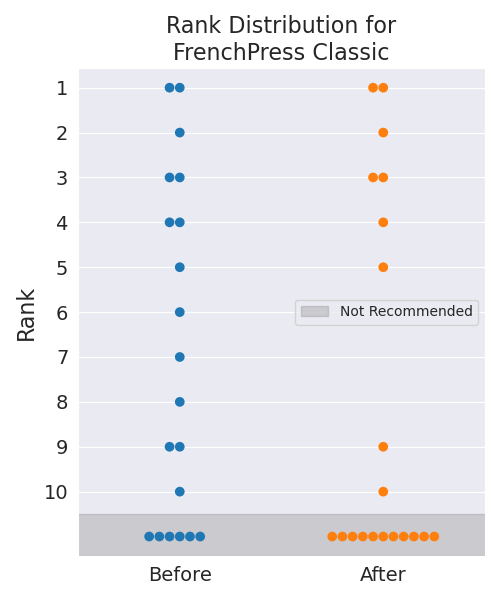 Rank Distribution for
FrenchPress Classic
Rank
1
2
3
4
5
6
7
8
9
10
Not Recommended
Before
After